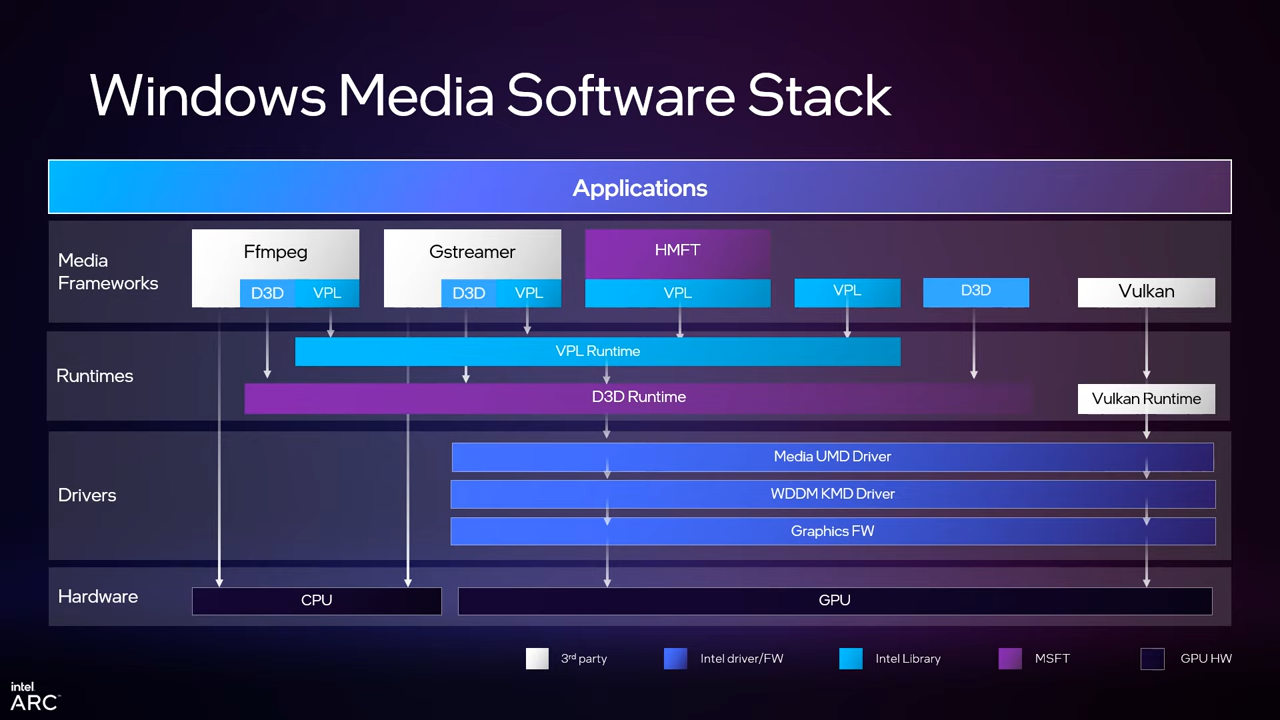 Windows Media Software Stack
Applications
Media
Frameworks
Ffmpeg
D3D
VPL
Gstreamer
D3D
VPL
HMFT
VPL
VPL
D3D
Vulkan
Runtimes
VPL Runtime
D3D Runtime
Vulkan Runtime
Drivers
Media UMD Driver
WDDM KMD Driver
Graphics FW
Hardware
CPU
GPU
3rd party
Intel driver/FW
Intel Library
MSFT
GPU HW
intel
ARC™